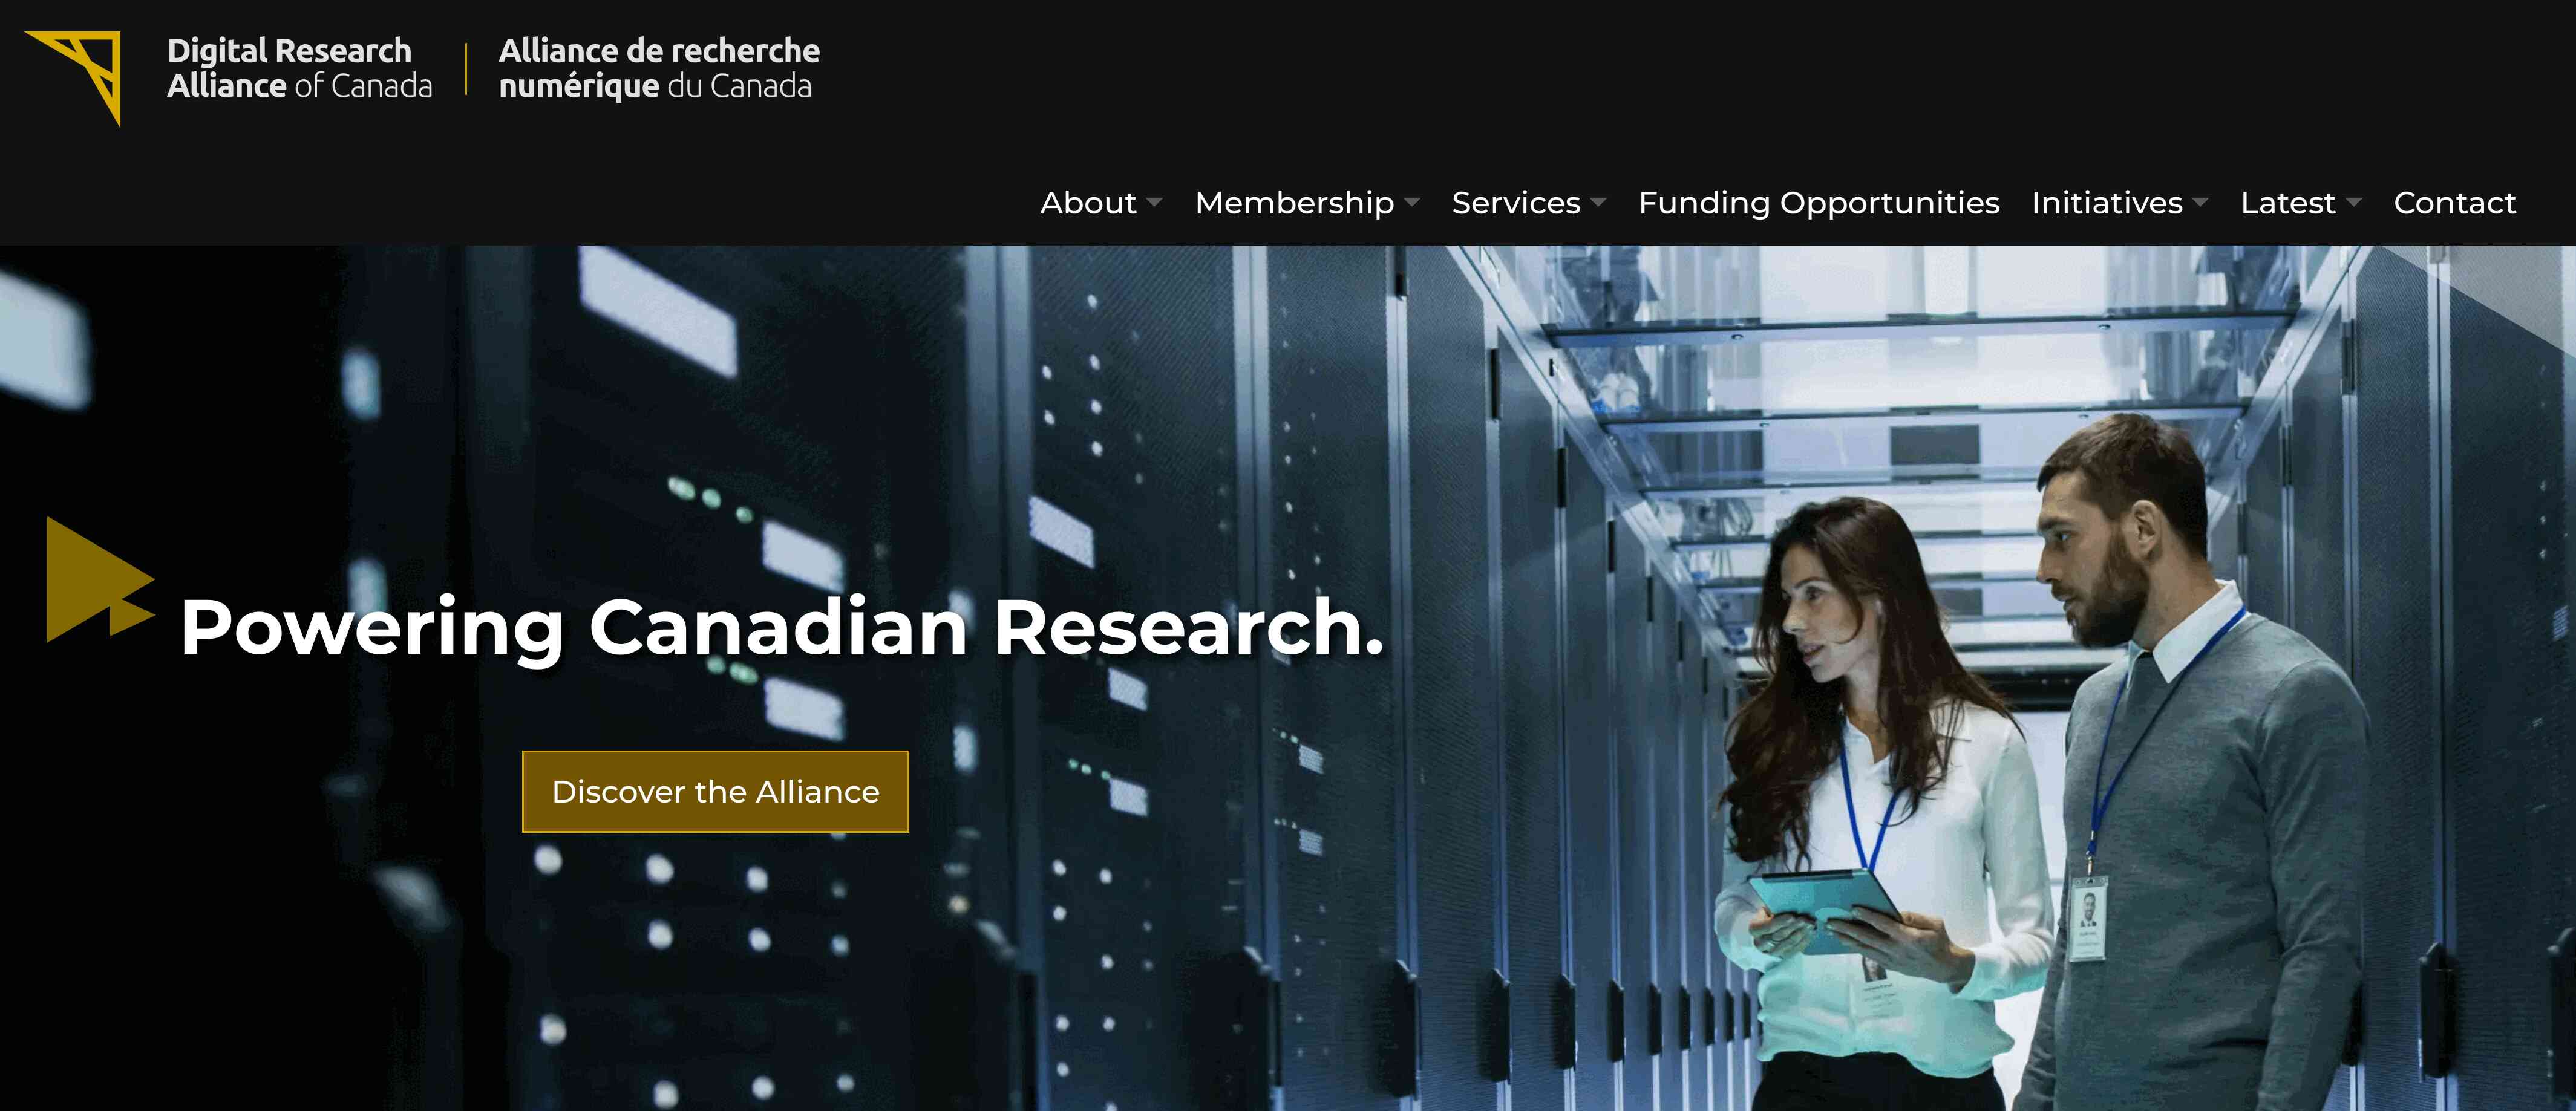 Digital Research
Alliance of Canada
Alliance de recherche
numérique du Canada
About Membership Services Funding Opportunities Initiatives Latest Contact
Powering Canadian Research.
Discover the Alliance